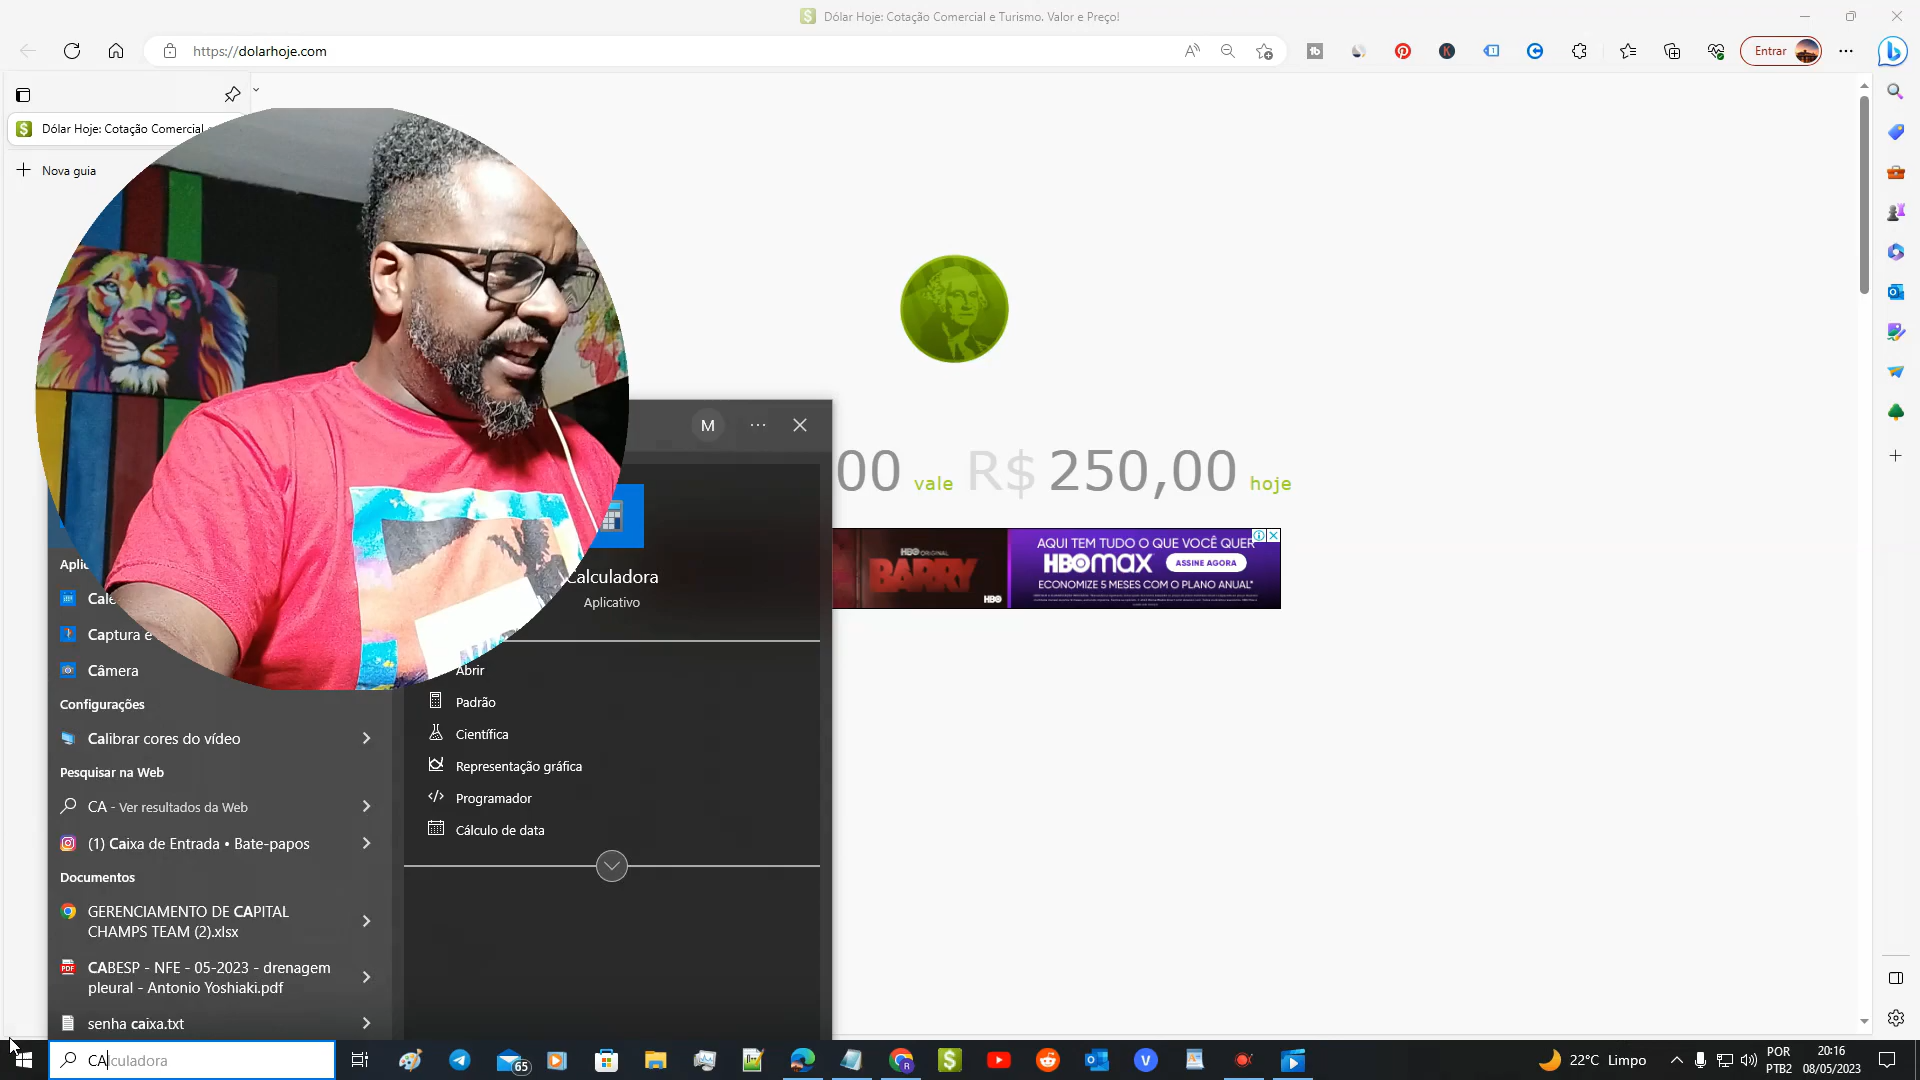 Dólar Hoje: Cotação Comercial e Turismo. Valor e Preço!
https://dolarhoje.com
Entrar
Dólar Hoje: Cotação Comercial
Nova guia
M
00 vale R$ 250,00 hoje
HBO ORIGINAL
BARRY
HBO
AQUI TEM TUDO O QUE VOCÊ QUER
HBOMAX ASSINE AGORA
ECONOMIZE 5 MESES COM O PLANO ANUAL*
Calculadora
Aplicativo
Abrir
Padrão
Científica
Representação gráfica
Programador
Cálculo de data
Captura e
Câmera
Configurações
Calibrar cores do vídeo
Pesquisar na Web
CA - Ver resultados da Web
(1) Caixa de Entrada • Bate-papos
Documentos
GERENCIAMENTO DE CAPITAL
CHAMPS TEAM (2).xlsx
CABESP - NFE - 05-2023 - drenagem
pleural - Antonio Yoshiaki.pdf
senha caixa.txt
CAlculadora
65
22°C Limpo
POR
PTB2
20:16
08/05/2023